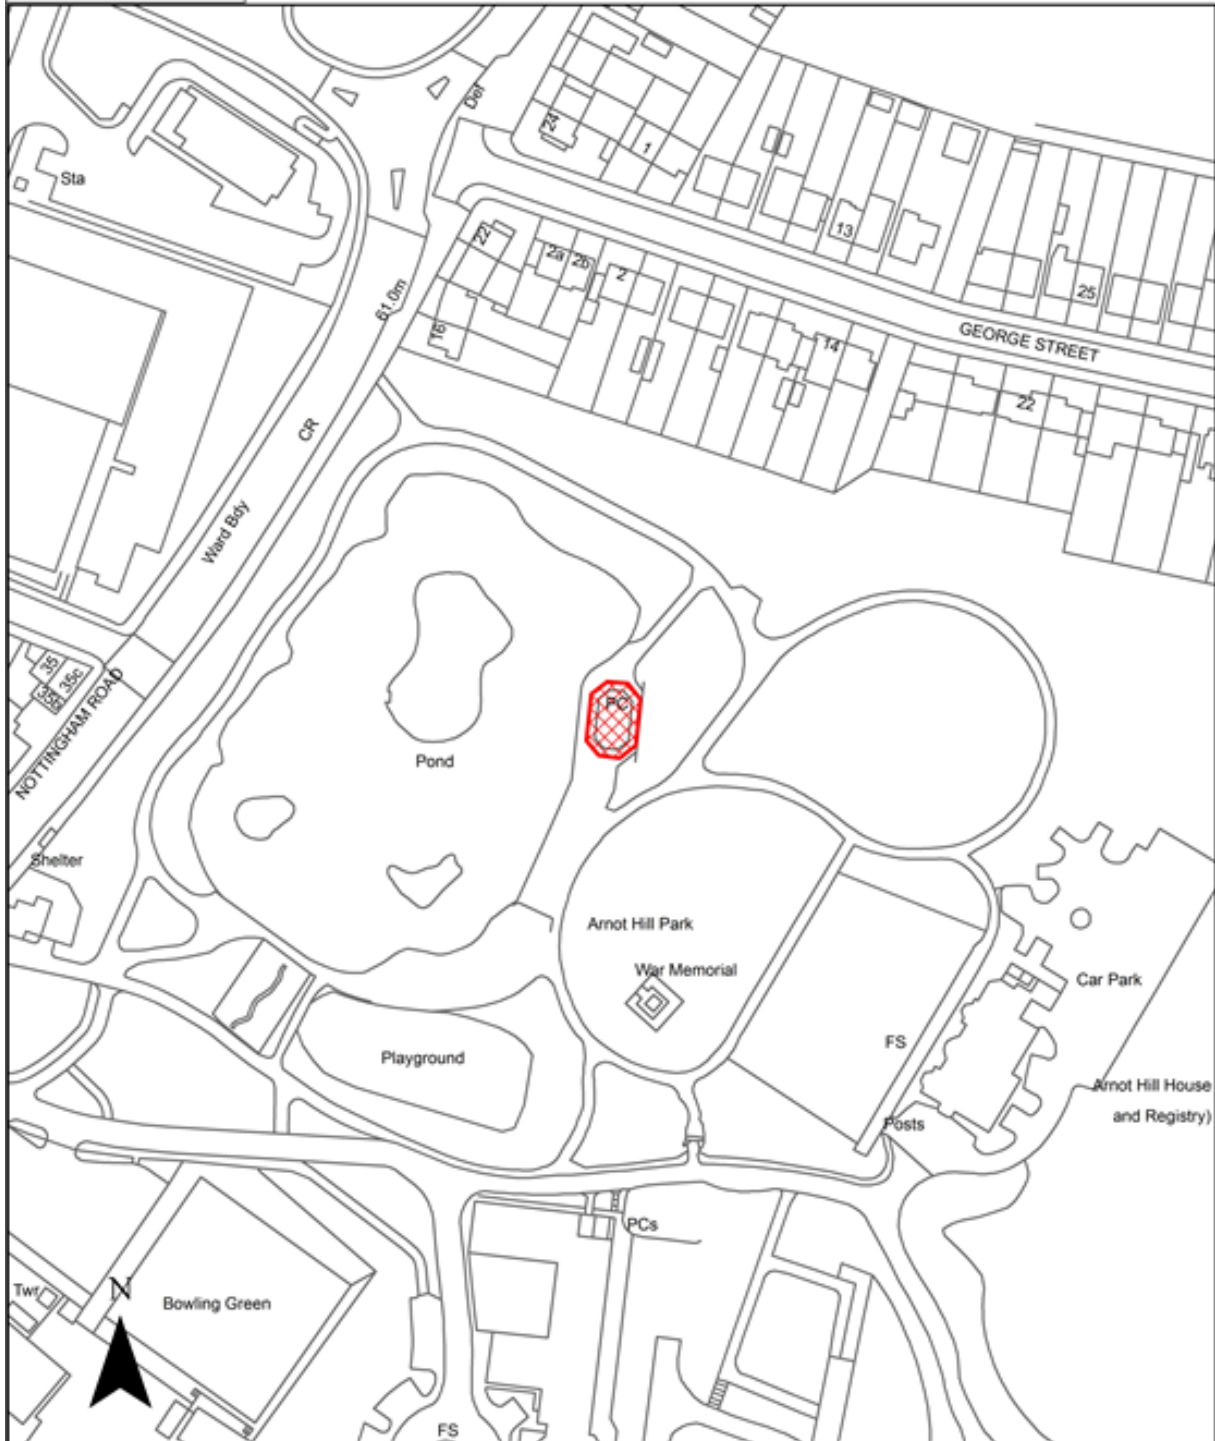 Def
24
1
Sta
22
2a
2b
2
13
25
61.0m
16
14
GEORGE STREET
22
CR
Ward Bdy
35
35c
NOTTINGHAM ROAD
PC
Pond
Shelter
Arnot Hill Park
War Memorial
Car Park
FS
Playground
Arnot Hill House
and Registry)
Posts
PCs
Twr
N
Bowling Green
FS